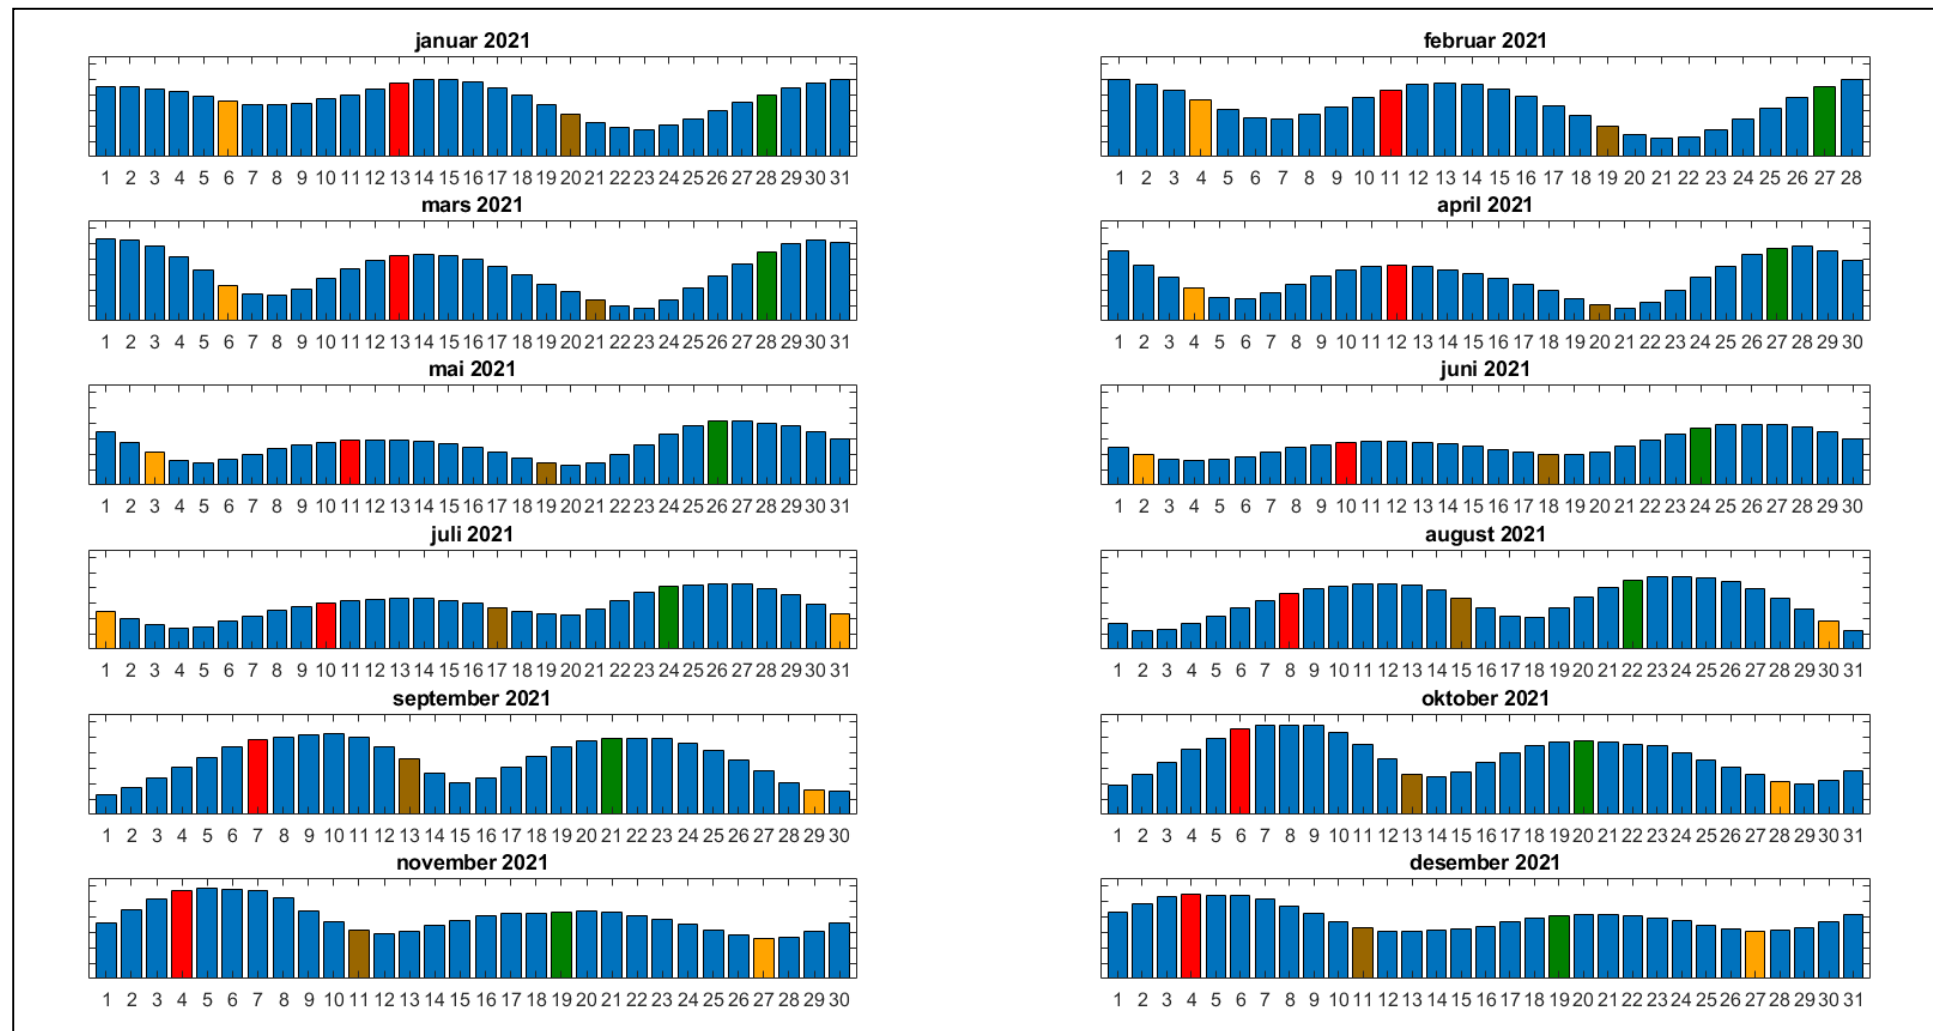 januar 2021
1 2 3 4 5 6 7 8 9 10 11 12 13 14 15 16 17 18 19 20 21 22 23 24 25 26 27 28 29 30 31
februar 2021
1 2 3 4 5 6 7 8 9 10 11 12 13 14 15 16 17 18 19 20 21 22 23 24 25 26 27 28
mars 2021
1 2 3 4 5 6 7 8 9 10 11 12 13 14 15 16 17 18 19 20 21 22 23 24 25 26 27 28 29 30 31
april 2021
1 2 3 4 5 6 7 8 9 10 11 12 13 14 15 16 17 18 19 20 21 22 23 24 25 26 27 28 29 30
mai 2021
1 2 3 4 5 6 7 8 9 10 11 12 13 14 15 16 17 18 19 20 21 22 23 24 25 26 27 28 29 30 31
juni 2021
1 2 3 4 5 6 7 8 9 10 11 12 13 14 15 16 17 18 19 20 21 22 23 24 25 26 27 28 29 30
juli 2021
1 2 3 4 5 6 7 8 9 10 11 12 13 14 15 16 17 18 19 20 21 22 23 24 25 26 27 28 29 30 31
august 2021
1 2 3 4 5 6 7 8 9 10 11 12 13 14 15 16 17 18 19 20 21 22 23 24 25 26 27 28 29 30 31
september 2021
1 2 3 4 5 6 7 8 9 10 11 12 13 14 15 16 17 18 19 20 21 22 23 24 25 26 27 28 29 30
oktober 2021
1 2 3 4 5 6 7 8 9 10 11 12 13 14 15 16 17 18 19 20 21 22 23 24 25 26 27 28 29 30 31
november 2021
1 2 3 4 5 6 7 8 9 10 11 12 13 14 15 16 17 18 19 20 21 22 23 24 25 26 27 28 29 30
desember 2021
1 2 3 4 5 6 7 8 9 10 11 12 13 14 15 16 17 18 19 20 21 22 23 24 25 26 27 28 29 30 31